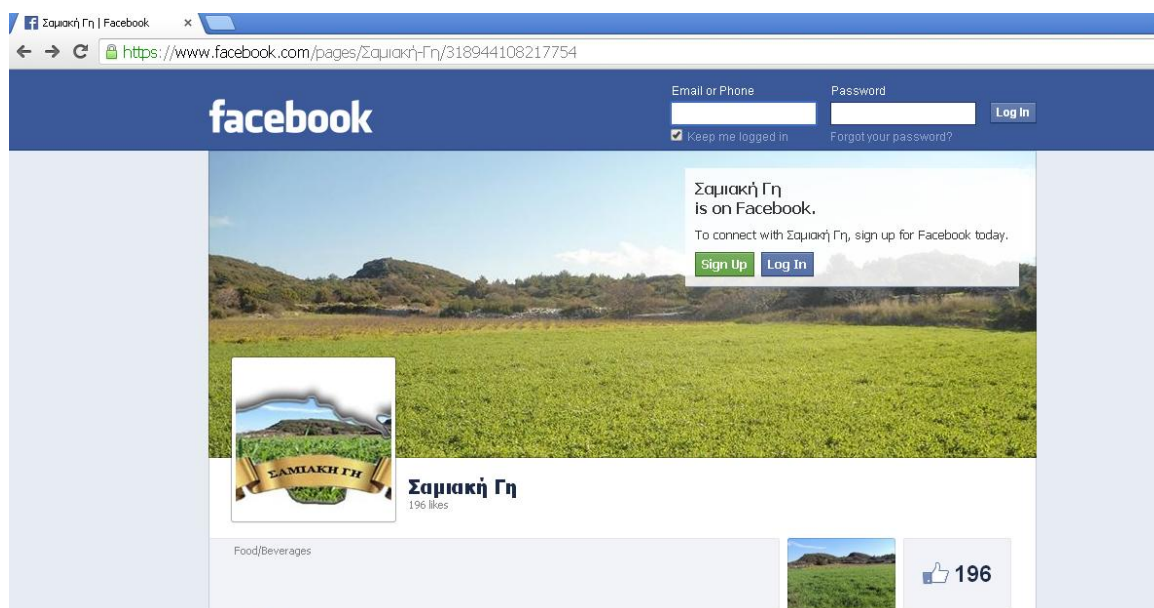 Σαμιακή Γη | Facebook
https://www.facebook.com/pages/Σαμιακή-Γη/318944108217754
facebook
Email or Phone
Password
Log In
Keep me logged in
Forgot your password?
Σαμιακή Γη
is on Facebook.
To connect with Σαμιακή Γη, sign up for Facebook today.
Sign Up
Log In
ΣΑΜΙΑΚΗ ΓΗ
Σαμιακή Γη
196 likes
Food/Beverages
196